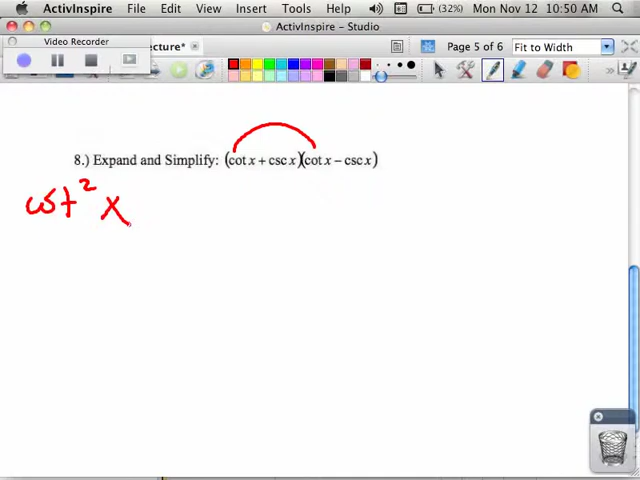 ActivInspire File Edit View Insert Tools Help (32%) Mon Nov 12 10:50 AM
ActivInspire – Studio
Video Recorder
ecture* Page 5 of 6 Fit to Width
8.) Expand and Simplify: (cot x + csc x)(cot x – csc x)
cot² x